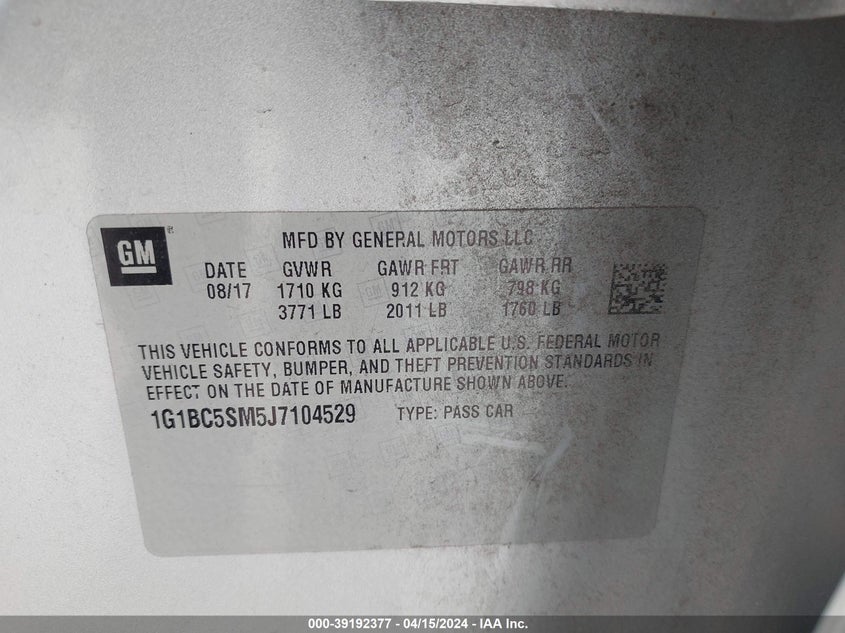 GM ®
MFD BY GENERAL MOTORS LLC
DATE GVWR GAWR FRT GAWR RR
08/17 1710 KG 912 KG 798 KG
3771 LB 2011 LB 1760 LB
THIS VEHICLE CONFORMS TO ALL APPLICABLE U.S. FEDERAL MOTOR
VEHICLE SAFETY, BUMPER, AND THEFT PREVENTION STANDARDS IN
EFFECT ON THE DATE OF MANUFACTURE SHOWN ABOVE.
1G1BC5SM5J7104529 TYPE: PASS CAR
000-39192377 - 04/15/2024 - IAA Inc.